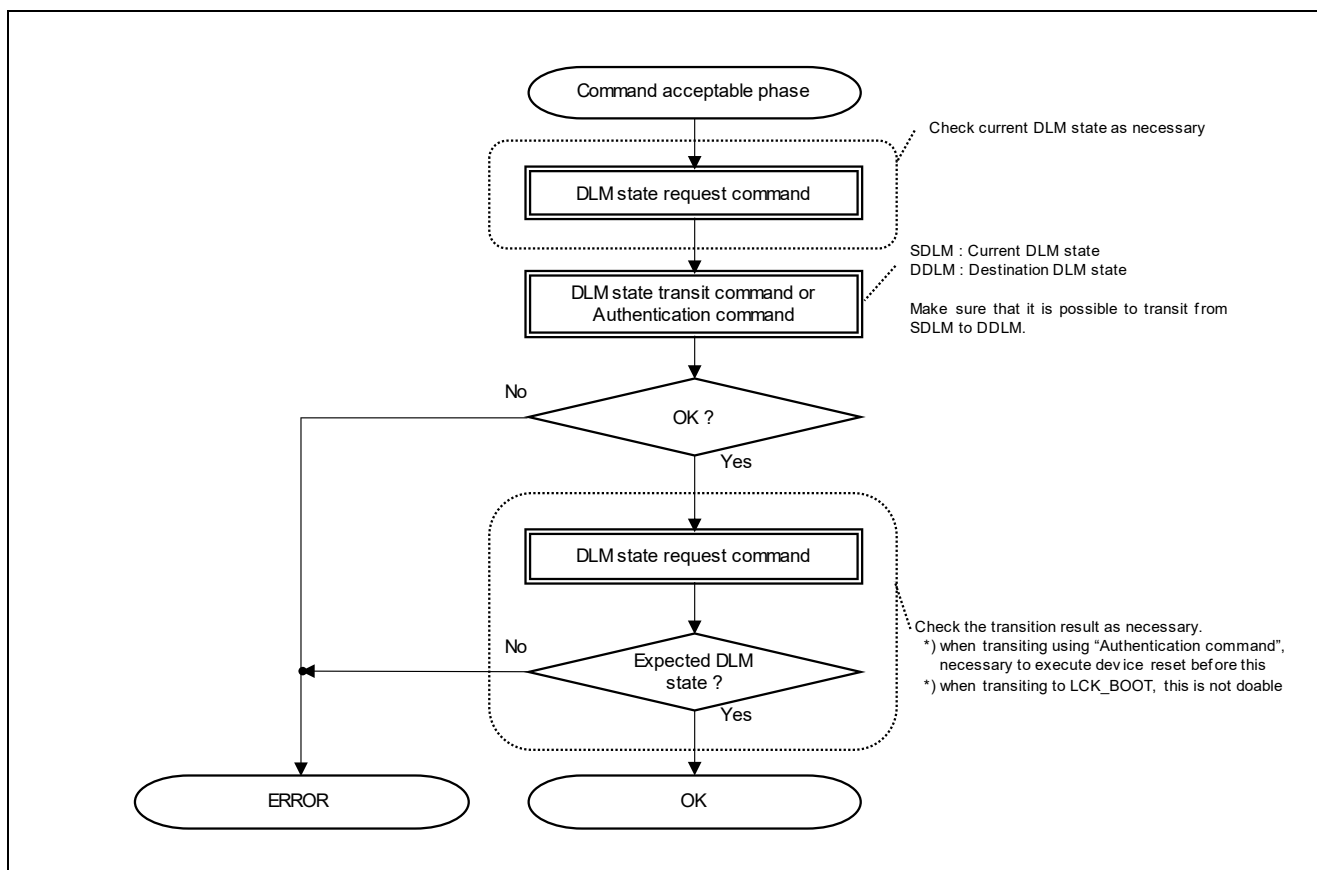 Command acceptable phase
Check current DLM state as necessary
DLM state request command
SDLM : Current DLM state
DDLM : Destination DLM state
DLM state transit command or
Authentication command
Make sure that it is possible to transit from
SDLM to DDLM.
No
OK ?
Yes
DLM state request command
Check the transition result as necessary.
*) when transiting using “Authentication command”,
necessary to execute device reset before this
*) when transiting to LCK_BOOT, this is not doable
No
Expected DLM
state ?
Yes
ERROR
OK